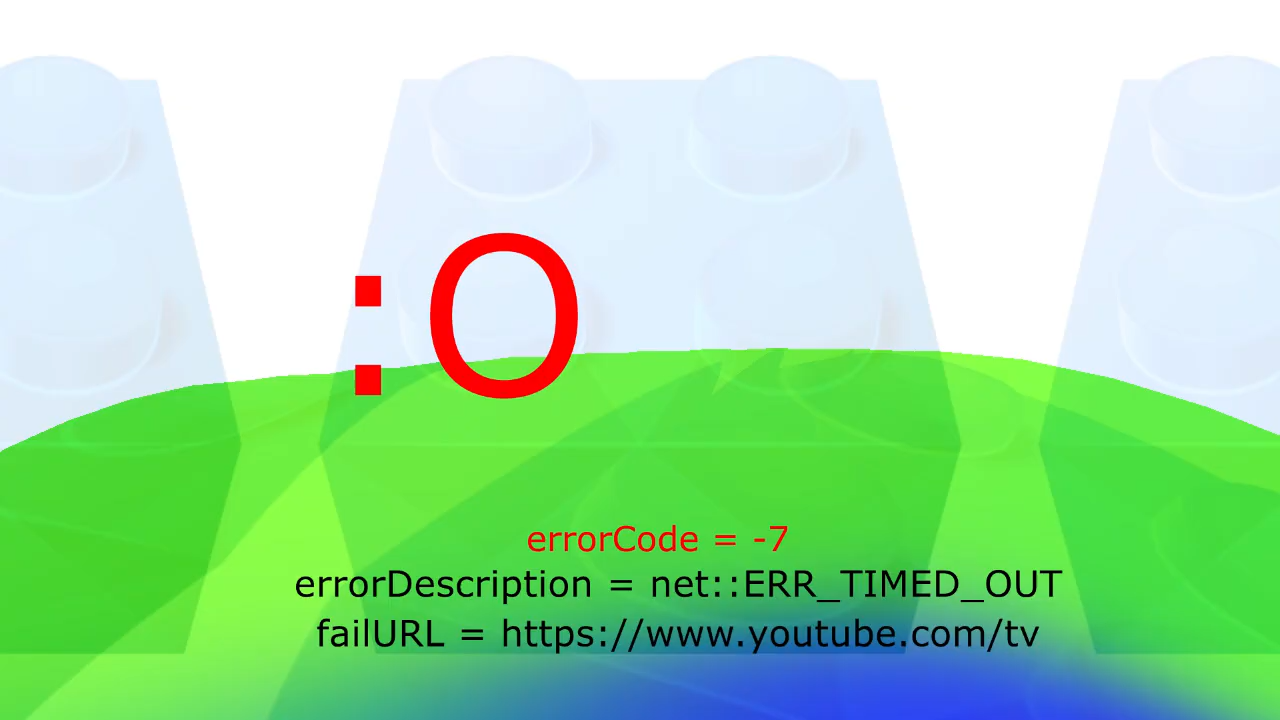 :O
errorCode = -7
errorDescription = net::ERR_TIMED_OUT
failURL = https://www.youtube.com/tv